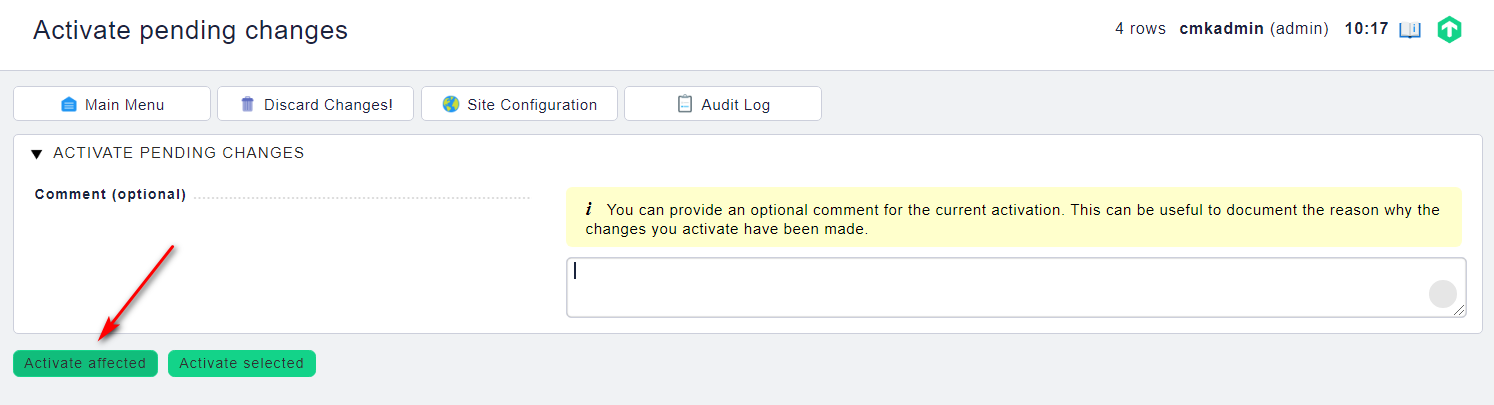 Activate pending changes
4 rows cmkadmin (admin) 10:17
Main Menu
Discard Changes!
Site Configuration
Audit Log
ACTIVATE PENDING CHANGES
Comment (optional)
i You can provide an optional comment for the current activation. This can be useful to document the reason why the
changes you activate have been made.
Activate affected
Activate selected